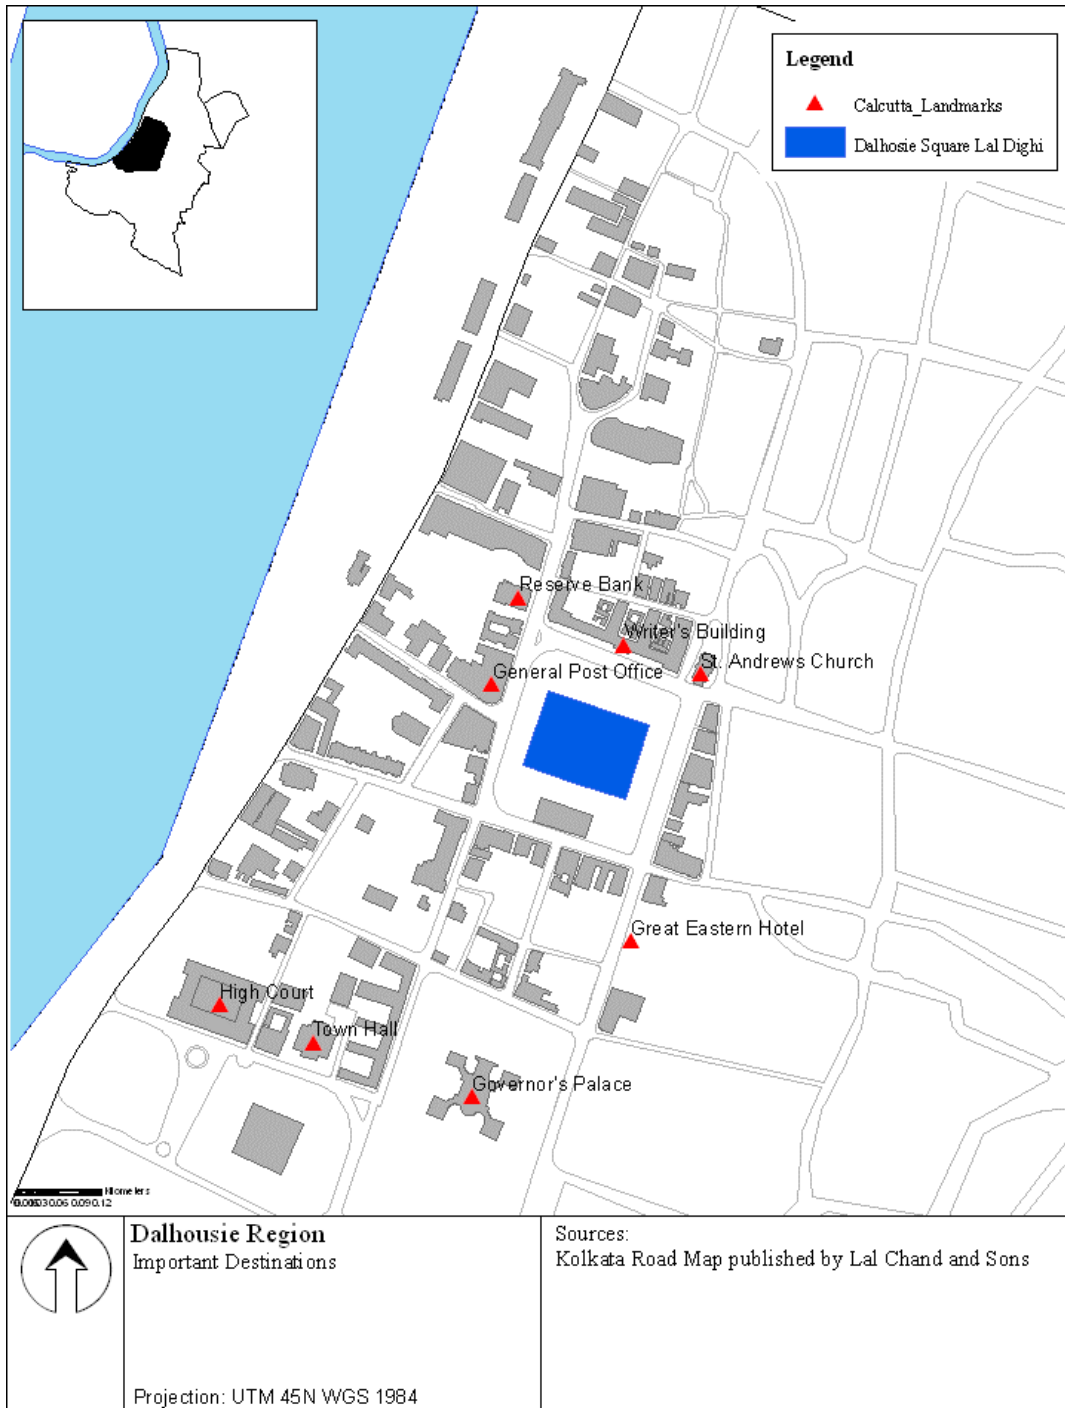 Legend
Calcutta_Landmarks
Dalhosie Square Lal Dighi
Reserve Bank
Writer's Building
St. Andrews Church
General Post Office
Great Eastern Hotel
High Court
Town Hall
Governor's Palace
Kilometers
Dalhousie Region
Important Destinations
Projection: UTM 45N WGS 1984
Sources:
Kolkata Road Map published by Lal Chand and Sons